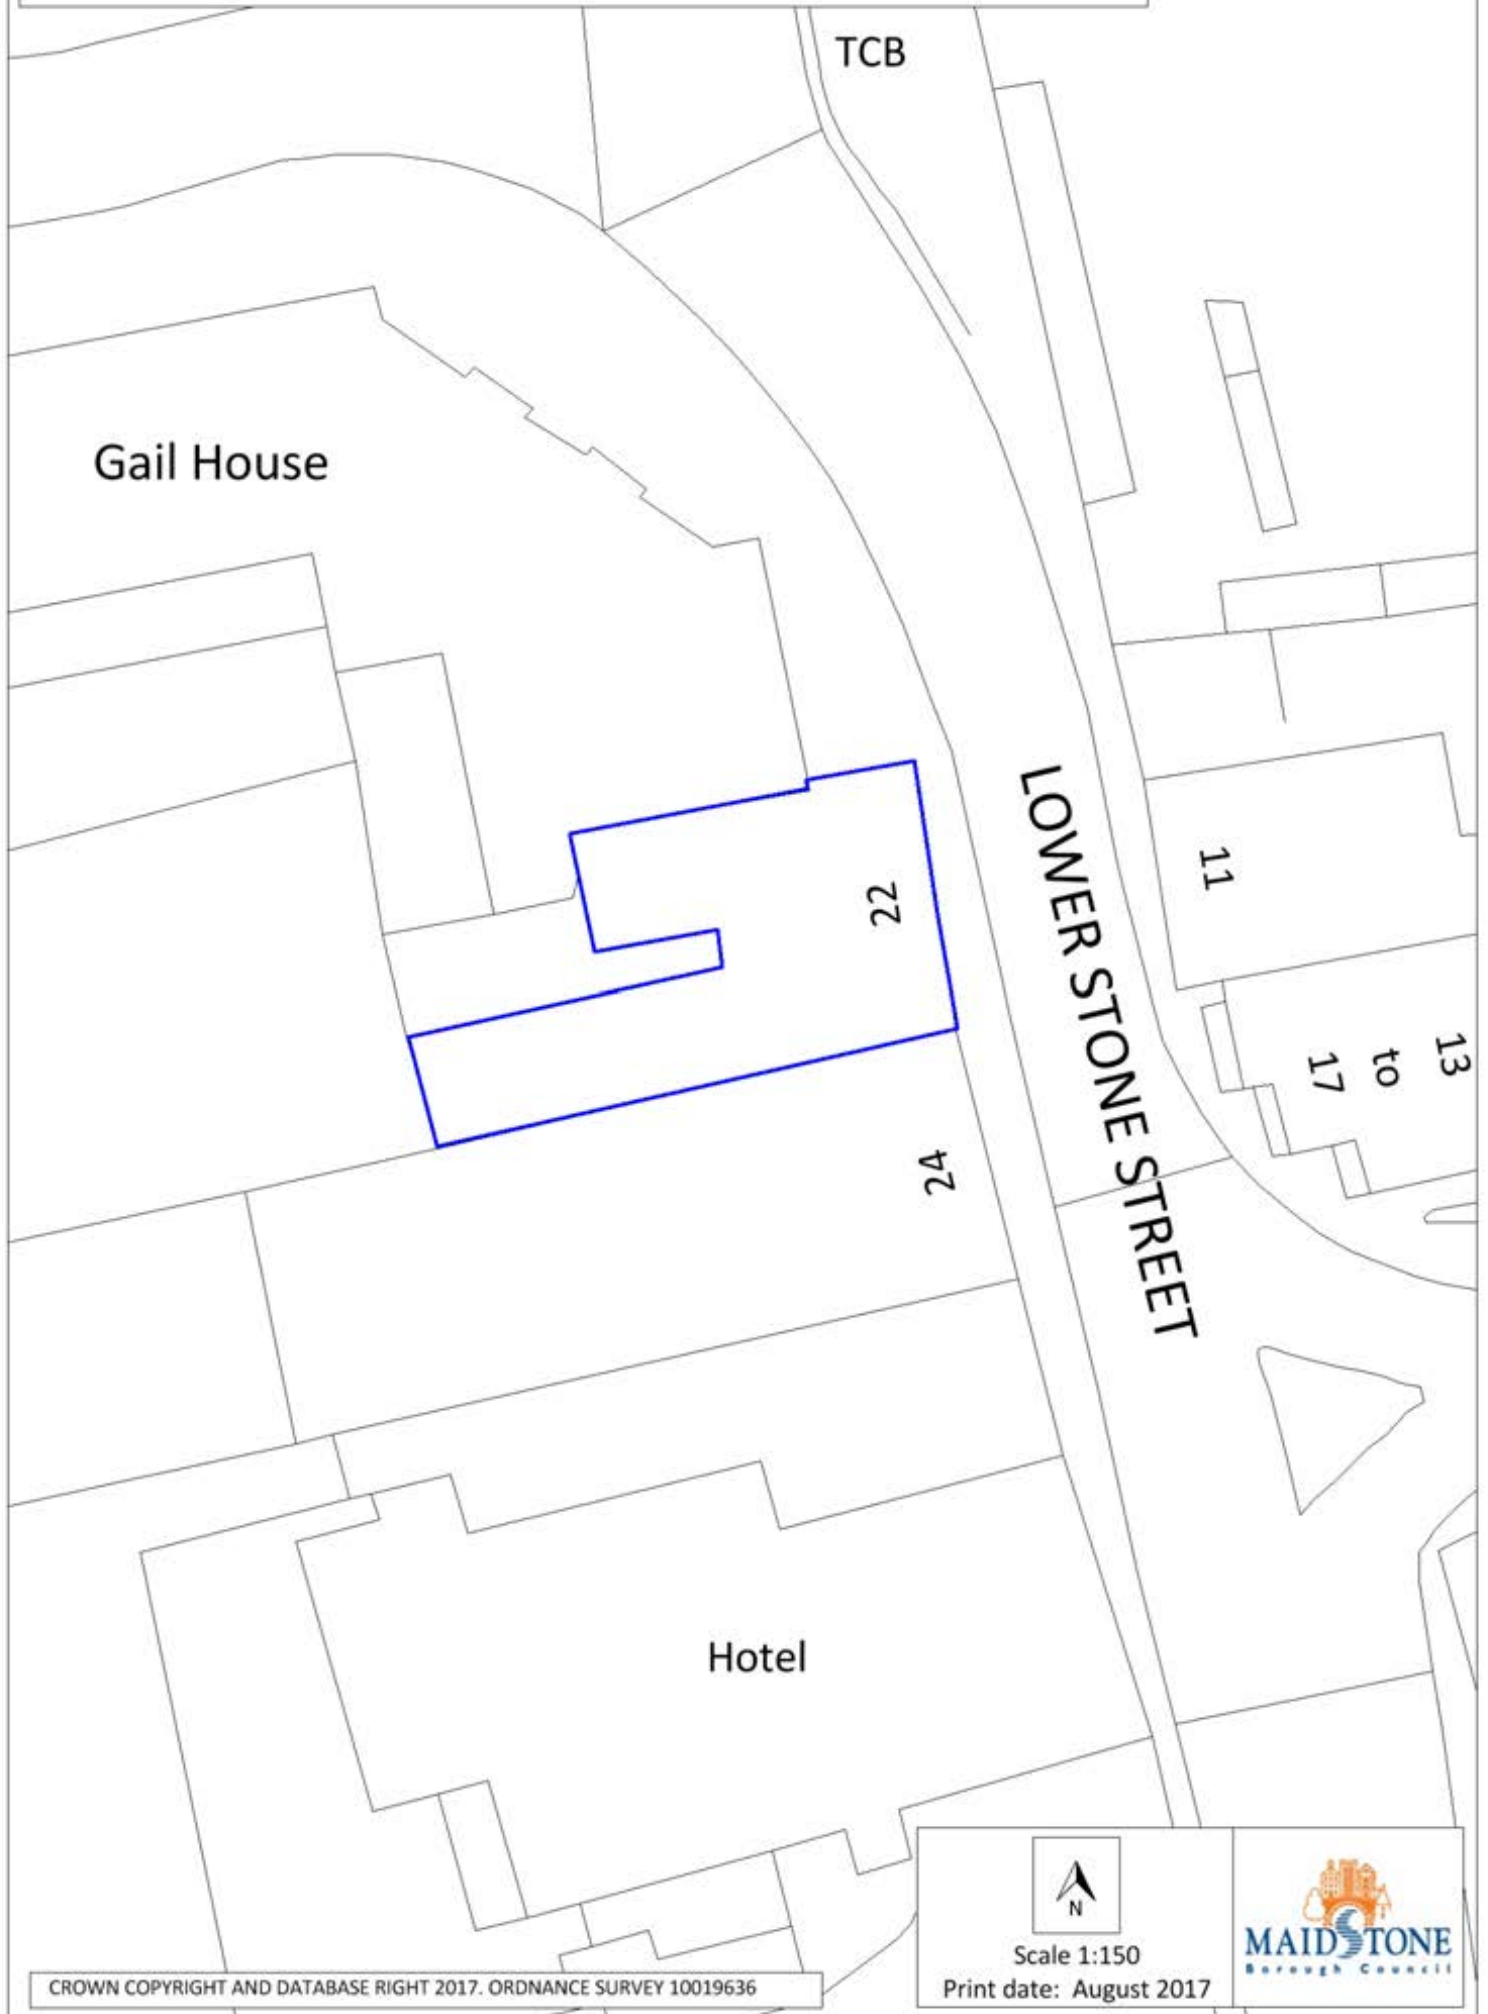 TCB
Gail House
22
LOWER STONE STREET
11
13
to
17
24
Hotel
N
Scale 1:150
Print date: August 2017
MAIDSTONE
Borough Council
CROWN COPYRIGHT AND DATABASE RIGHT 2017. ORDNANCE SURVEY 10019636